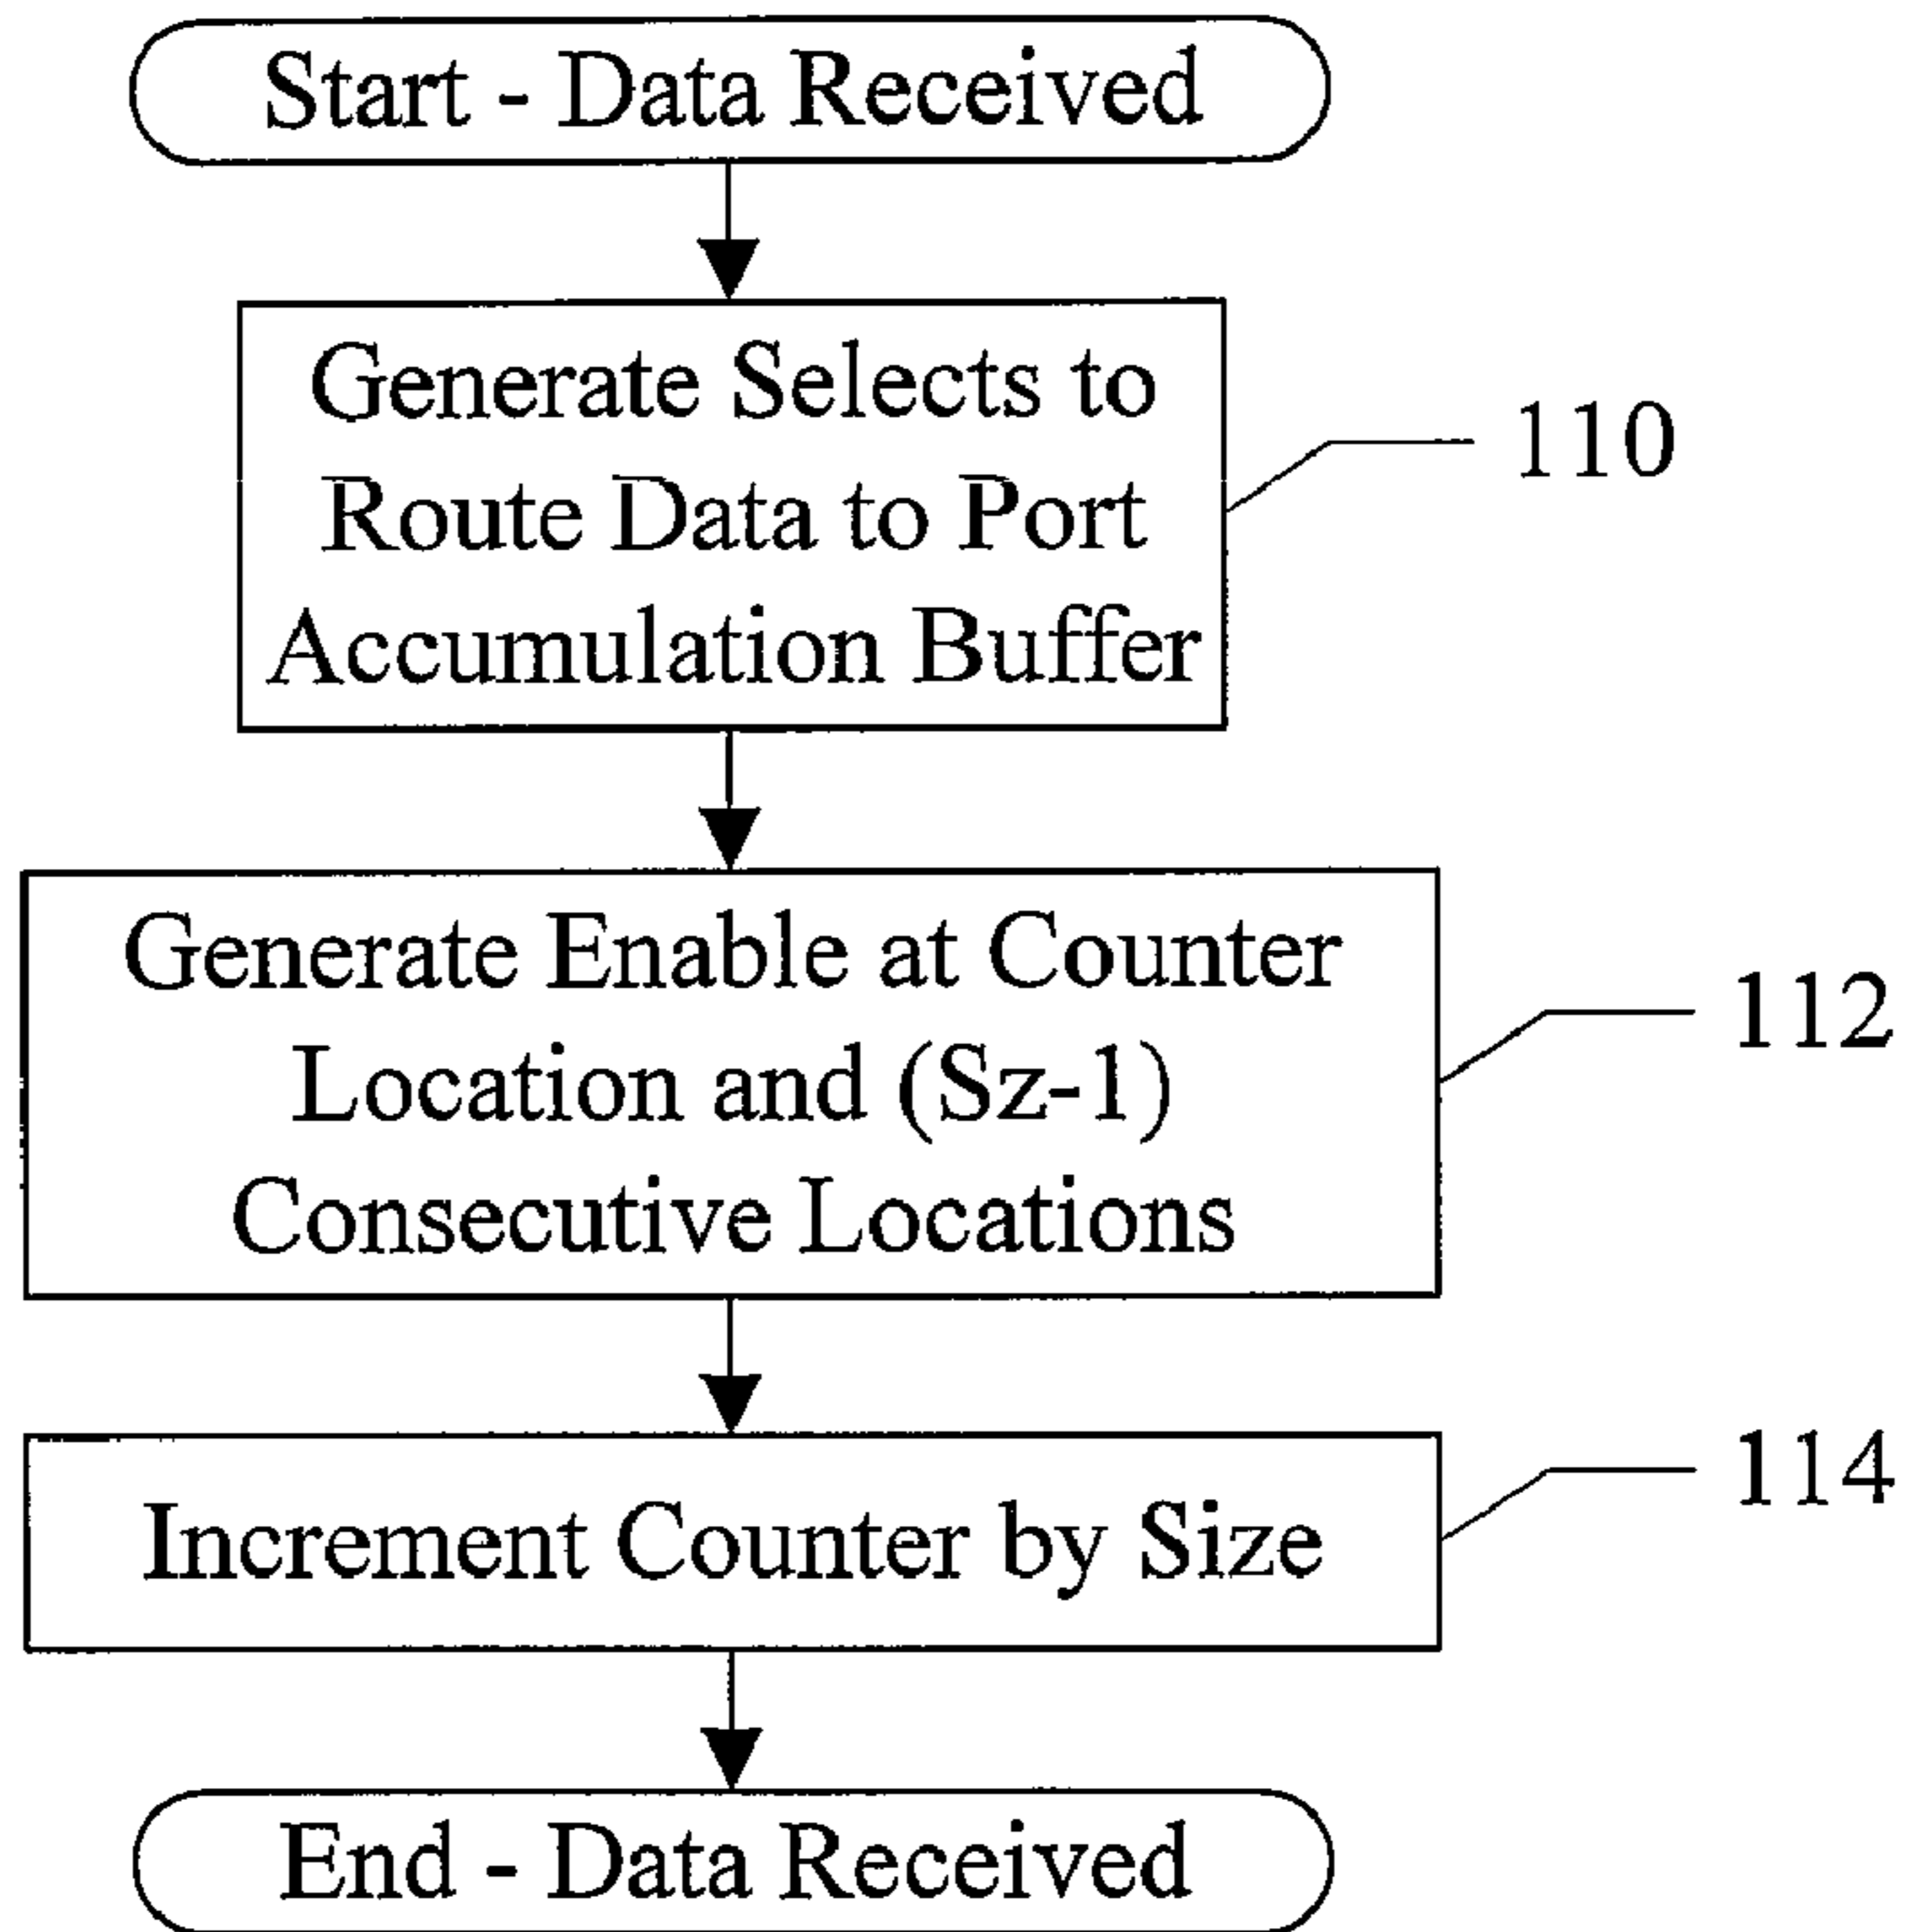 Start - Data Received
Generate Selects to
Route Data to Port
Accumulation Buffer
110
Generate Enable at Counter
Location and (Sz-1)
Consecutive Locations
112
Increment Counter by Size
114
End - Data Received